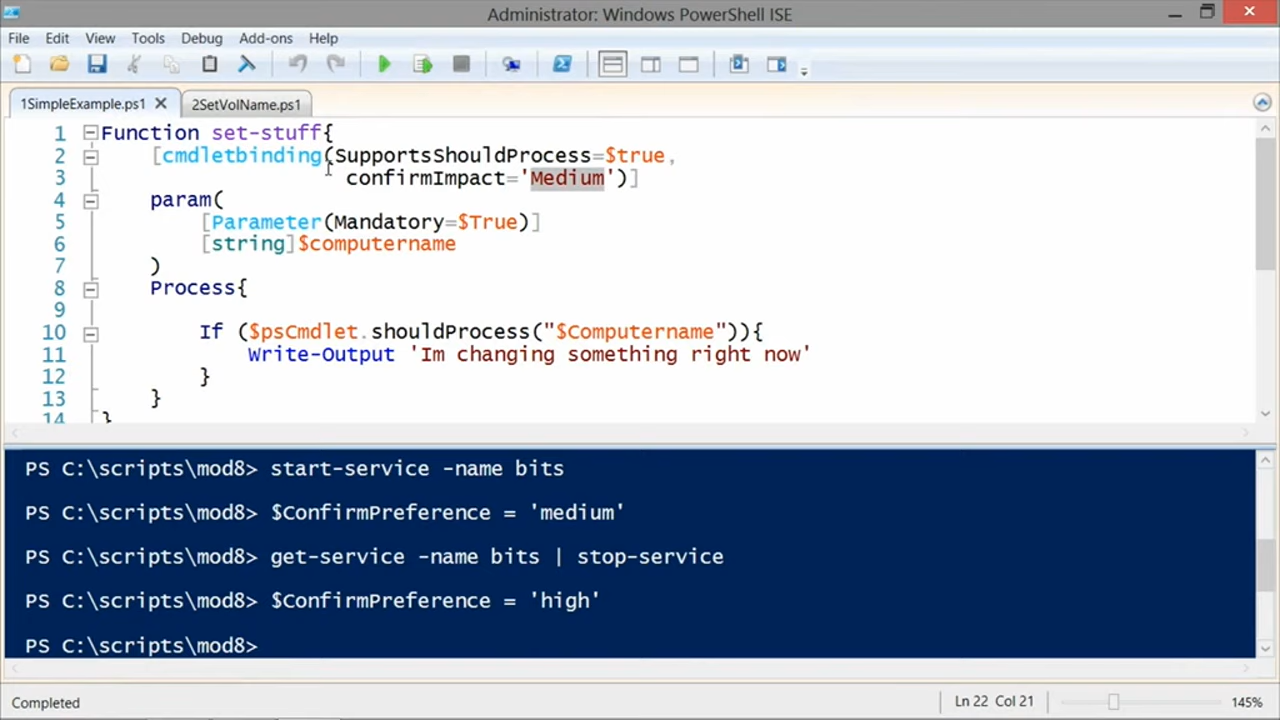 Administrator: Windows PowerShell ISE
File Edit View Tools Debug Add-ons Help
1SimpleExample.ps1 2SetVolName.ps1
1 Function set-stuff{
2 [cmdletbinding(SupportsShouldProcess=$true,
3 confirmImpact='Medium')]
4 param(
5 [Parameter(Mandatory=$True)]
6 [string]$computername
7 )
8 Process{
9
10 If ($psCmdlet.shouldProcess("$Computername")){
11 Write-Output 'Im changing something right now'
12 }
13 }
14 }
PS C:\scripts\mod8> start-service -name bits
PS C:\scripts\mod8> $ConfirmPreference = 'medium'
PS C:\scripts\mod8> get-service -name bits | stop-service
PS C:\scripts\mod8> $ConfirmPreference = 'high'
PS C:\scripts\mod8>
Completed
Ln 22 Col 21
145%